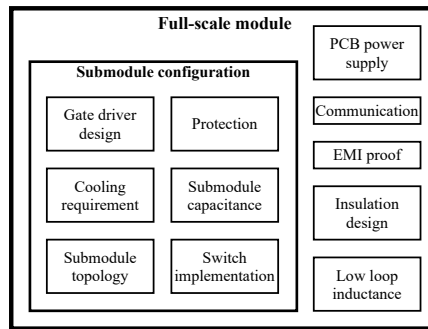 Full-scale module
Submodule configuration
Gate driver
design
Protection
Cooling
requirement
Submodule
capacitance
Submodule
topology
Switch
implementation
PCB power
supply
Communication
EMI proof
Insulation
design
Low loop
inductance